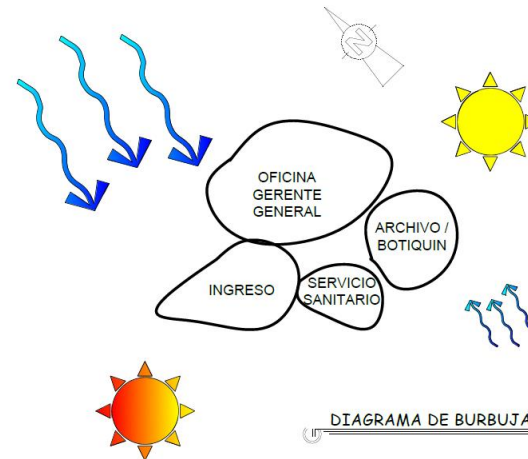 N
OFICINA
GERENTE
GENERAL
ARCHIVO /
BOTIQUIN
INGRESO
SERVICIO
SANITARIO
DIAGRAMA DE BURBUJA